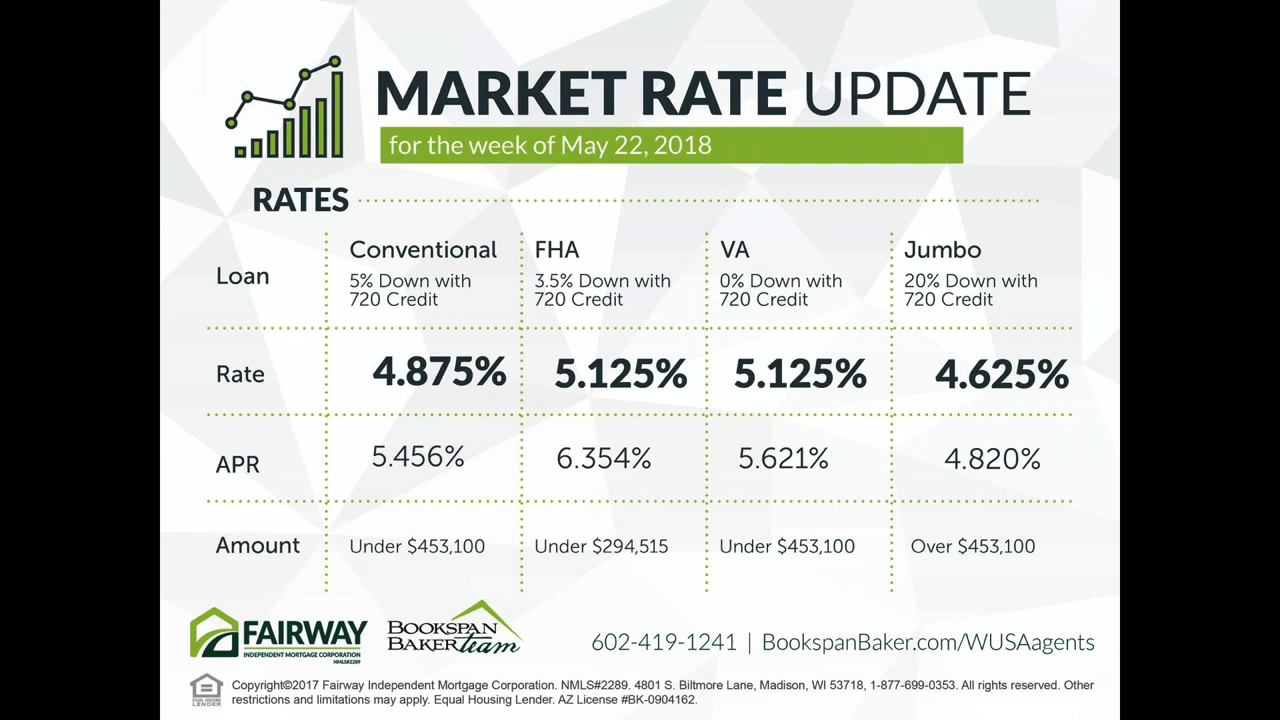 MARKET RATE UPDATE
for the week of May 22, 2018
RATES
Loan
Conventional
5% Down with
720 Credit
FHA
3.5% Down with
720 Credit
VA
0% Down with
720 Credit
Jumbo
20% Down with
720 Credit
Rate
4.875%
5.125%
5.125%
4.625%
APR
5.456%
6.354%
5.621%
4.820%
Amount
Under $453,100
Under $294,515
Under $453,100
Over $453,100
FAIRWAY
INDEPENDENT MORTGAGE CORPORATION
NMLS#2289
BOOKSPAN
BAKER team
602-419-1241 | BookspanBaker.com/WUSAagents
EQUAL HOUSING
LENDER
Copyright©2017 Fairway Independent Mortgage Corporation. NMLS#2289. 4801 S. Biltmore Lane, Madison, WI 53718, 1-877-699-0353. All rights reserved. Other
restrictions and limitations may apply. Equal Housing Lender. AZ License #BK-0904162.